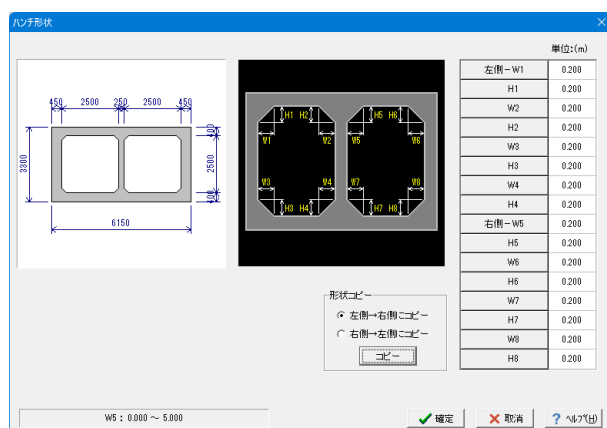 ハンチ形状
単位:(m)
450 2500 250 2500 450
400
2500
400
3300
6150
H1 H2 H5 H6
W1 W2 W5 W6
W3 W4 W7 W8
H3 H4 H7 H8
左側-W1 0.200
H1 0.200
W2 0.200
H2 0.200
W3 0.200
H3 0.200
W4 0.200
H4 0.200
右側-W5 0.200
H5 0.200
W6 0.200
H6 0.200
W7 0.200
H7 0.200
W8 0.200
H8 0.200
形状コピー
左側→右側にコピー
右側→左側にコピー
コピー
W5 : 0.000 ～ 5.000
確定
取消
? ヘルプ(H)